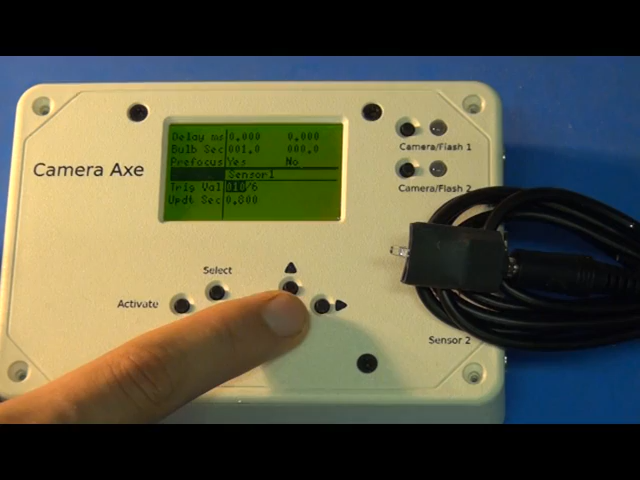 Camera Axe
Delay ms 0.000 0.000
Bulb Sec 001.0 000.0
Prefocus Yes No
Sensor1
Trig Val 010/6
Updt Sec 0.800
Camera/Flash 1
Camera/Flash 2
Select
Activate
Sensor 2